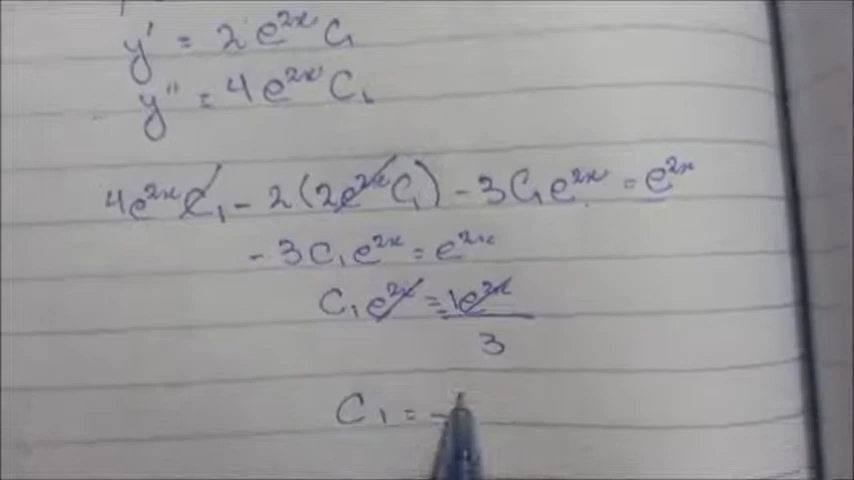 y' = 2e^{2x} C₁
y'' = 4e^{2x} C₁
4e^{2x}C₁ - 2(2e^{2x}C₁) - 3C₁e^{2x} = e^{2x}
-3C₁e^{2x} = e^{2x}
C₁e^{2x} = -1e^{2x}
3
C₁ = -